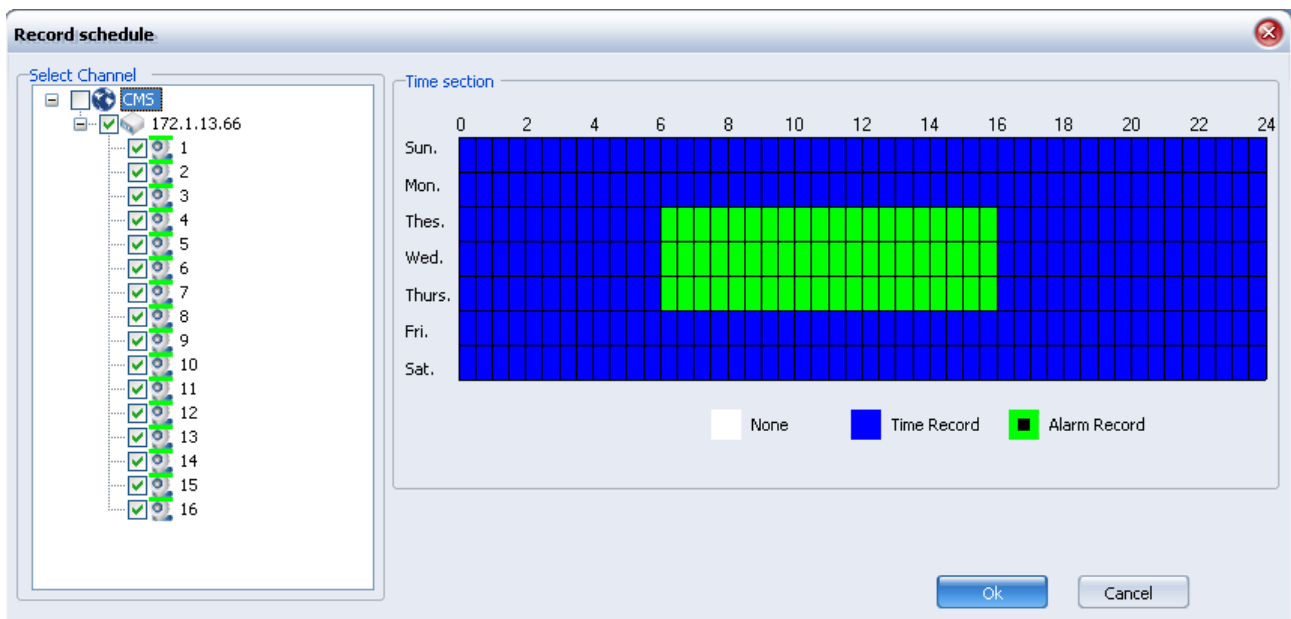 Record schedule
Select Channel
CMS
172.1.13.66
1
2
3
4
5
6
7
8
9
10
11
12
13
14
15
16
Time section
0 2 4 6 8 10 12 14 16 18 20 22 24
Sun.
Mon.
Thes.
Wed.
Thurs.
Fri.
Sat.
None Time Record Alarm Record
Ok Cancel